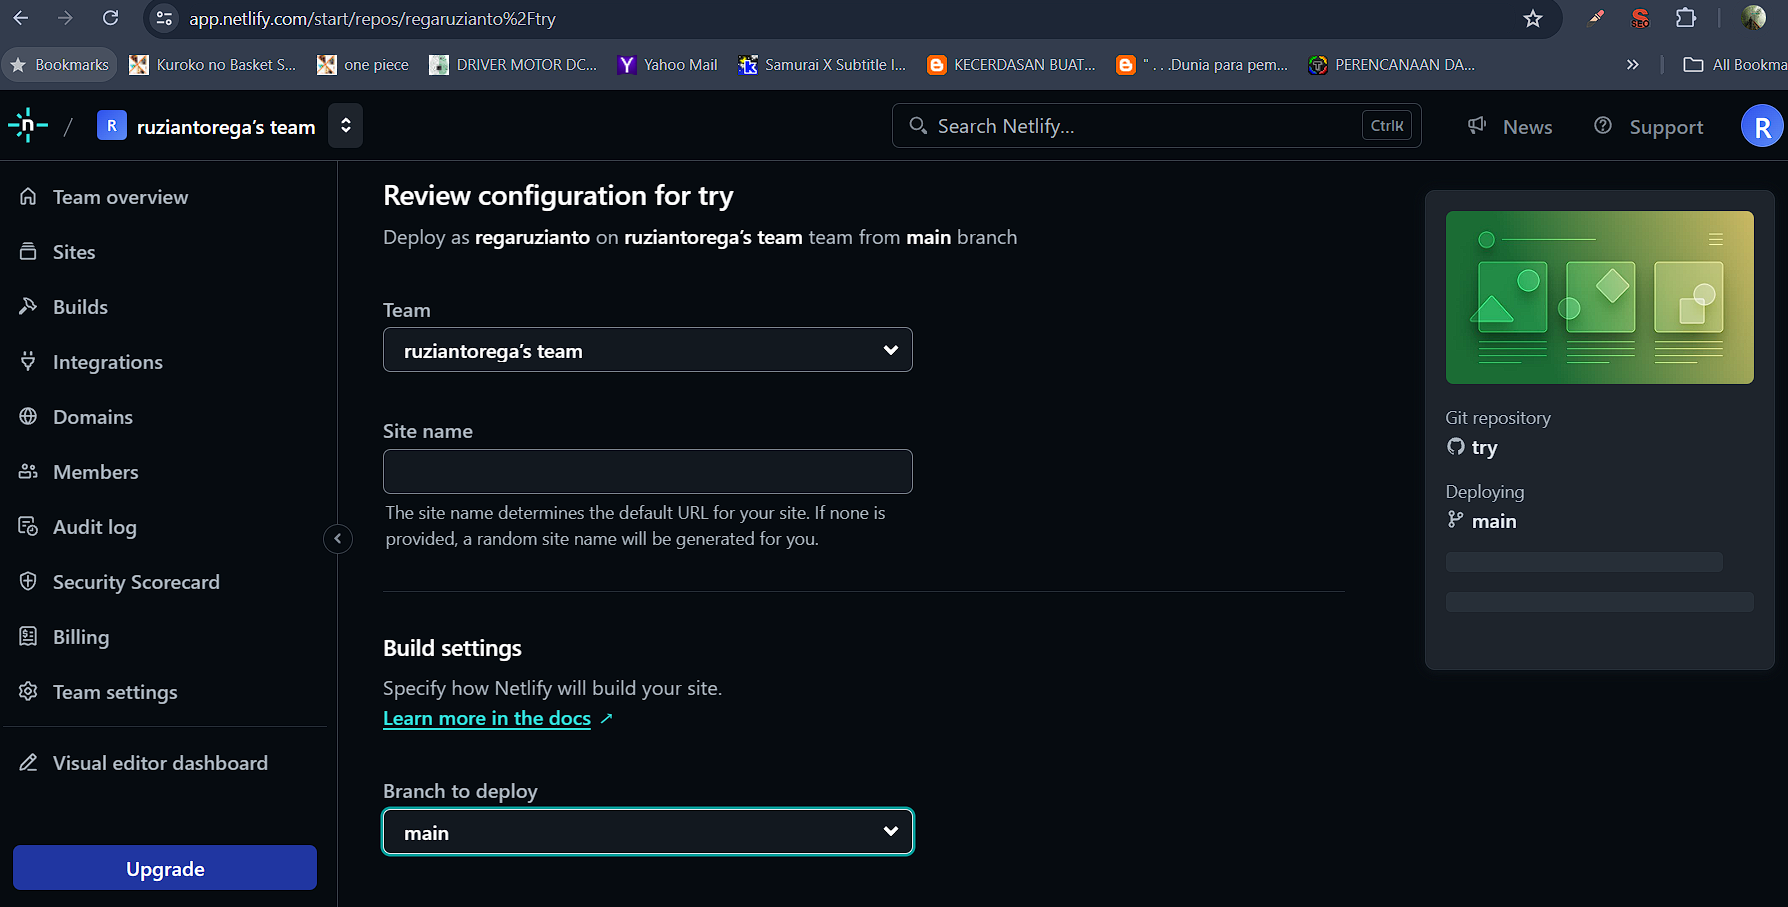 app.netlify.com/start/repos/regaruzianto%2Ftry
SEO
Bookmarks
Kuroko no Basket S...
one piece
DRIVER MOTOR DC...
Y Yahoo Mail
Samurai X Subtitle I...
KECERDASAN BUAT...
" . . .Dunia para pem...
PERENCANAAN DA...
»
All Bookma
n / R ruziantorega's team
Search Netlify...
CtrlK
News
Support
R
Team overview
Sites
Builds
Integrations
Domains
Members
Audit log
Security Scorecard
Billing
Team settings
Visual editor dashboard
Upgrade
Review configuration for try
Deploy as regaruzianto on ruziantorega's team team from main branch
Team
ruziantorega's team
Site name
The site name determines the default URL for your site. If none is
provided, a random site name will be generated for you.
Build settings
Specify how Netlify will build your site.
Learn more in the docs ↗
Branch to deploy
main
Git repository
try
Deploying
main